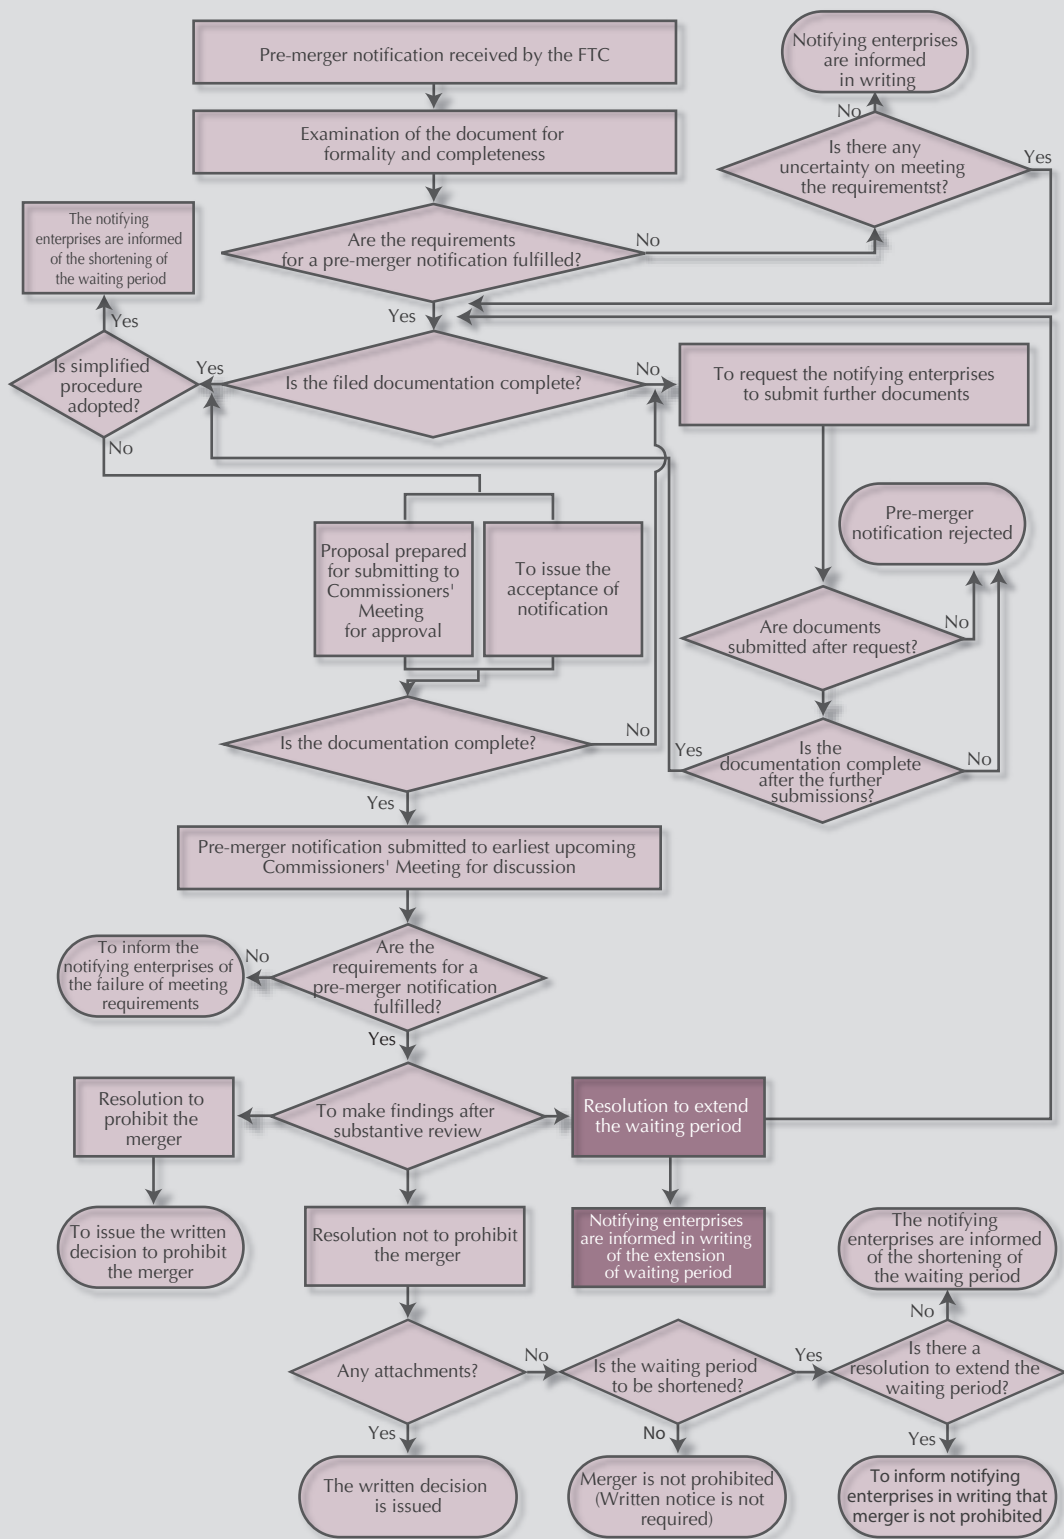 Pre-merger notification received by the FTC
Notifying enterprises
are informed
in writing
No
Examination of the document for
formality and completeness
Is there any
uncertainty on meeting
the requirementst?
Yes
The notifying
enterprises are informed
of the shortening of
the waiting period
Are the requirements
for a pre-merger notification fulfilled?
No
Yes
Yes
Is simplified
procedure
adopted?
Yes
Is the filed documentation complete?
No
To request the notifying enterprises
to submit further documents
No
Pre-merger
notification rejected
Proposal prepared
for submitting to
Commissioners'
Meeting
for approval
To issue the
acceptance of
notification
Are documents
submitted after request?
No
Is the documentation complete?
No
Yes
Is the
documentation complete
after the further
submissions?
No
Yes
Pre-merger notification submitted to earliest upcoming
Commissioners' Meeting for discussion
To inform the
notifying enterprises of
the failure of meeting
requirements
No
Are the
requirements for a
pre-merger notification
fulfilled?
Yes
Resolution to
prohibit the
merger
To make findings after
substantive review
Resolution to extend
the waiting period
To issue the written
decision to prohibit
the merger
Resolution not to prohibit
the merger
Notifying enterprises
are informed in writing
of the extension
of waiting period
The notifying
enterprises are informed
of the shortening of
the waiting period
No
Any attachments?
No
Is the waiting period
to be shortened?
Yes
Is there a
resolution to extend the
waiting period?
Yes
No
Yes
The written decision
is issued
Merger is not prohibited
(Written notice is not
required)
To inform notifying
enterprises in writing that
merger is not prohibited